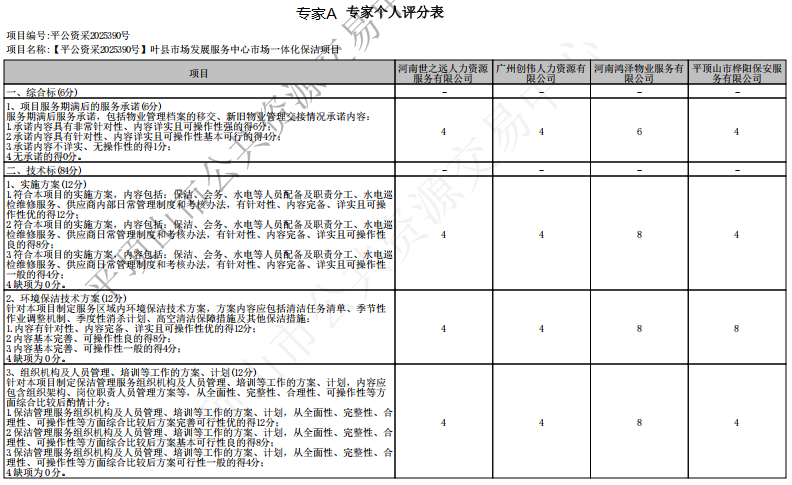 专家A 专家个人评分表
项目编号:平公资采2025390号
项目名称:【平公资采2025390号】叶县市场发展服务中心市场一体化保洁项目
项目 河南世之远人力资源服务有限公司 广州创伟人力资源有限公司 河南鸿泽物业服务有限公司 平顶山市桦阳保安服务有限公司
一、综合标(6分) - - - -
1、项目服务期满后的服务承诺(6分)
服务期满后服务承诺，包括物业管理档案的移交、新旧物业管理交接情况承诺内容:
1.承诺内容具有非常针对性、内容详实且可操作性强的得6分；
2.承诺内容具有针对性、内容详实且可操作性基本可行的得4分；
3.承诺内容不详实、无操作性的得1分；
4.无承诺的得0分。
4 4 6 4
二、技术标(84分) - - - -
1、实施方案(12分)
1.符合本项目的实施方案，内容包括：保洁、会务、水电等人员配备及职责分工、水电巡
检维修服务、供应商内部日常管理制度和考核办法，有针对性、内容完备、详实且可操
作性优的得12分；
2.符合本项目的实施方案，内容包括：保洁、会务、水电等人员配备及职责分工、水电巡
检维修服务、供应商日常管理制度和考核办法，有针对性、内容完备、详实且可操作性
良的得8分；
3.符合本项目的实施方案，内容包括：保洁、会务、水电等人员配备及职责分工、水电巡
检维修服务、供应商日常管理制度和考核办法，有针对性、内容完备、详实且可操作性
一般的得4分；
4.缺项为0分。
4 4 8 4
2、环境保洁技术方案(12分)
针对本项目制定服务区域内环境保洁技术方案，方案内容应包括清洁任务清单、季节性
作业调整机制、季度性消杀计划、高空清洁保障措施及其他保洁措施：
1.内容有针对性、内容完备、详实且可操作性优的得12分；
2.内容基本完善、可操作性良的得8分；
3.内容基本完善、可操作性一般的得4分；
4.缺项为0分。
4 4 8 8
3、组织机构及人员管理、培训等工作的方案、计划(12分)
针对本项目制定保洁管理服务组织机构及人员管理、培训等工作的方案、计划，内容应
包含组织架构、岗位职责人员管理方案等，从全面性、完整性、合理性、可操作性等方
面综合比较后酌情计分：
1.保洁管理服务组织机构及人员管理、培训等工作的方案、计划，从全面性、完整性、合
理性、可操作性等方面综合比较后方案完善可行性优的得12分；
2.保洁管理服务组织机构及人员管理、培训等工作的方案、计划，从全面性、完整性、合
理性、可操作性等方面综合比较后方案基本可行性良的得8分；
3.保洁管理服务组织机构及人员管理、培训等工作的方案、计划，从全面性、完整性、合
理性、可操作性等方面综合比较后方案可行性一般的得4分；
4.缺项为0分。
4 4 8 4
平顶山市公共资源交易中心